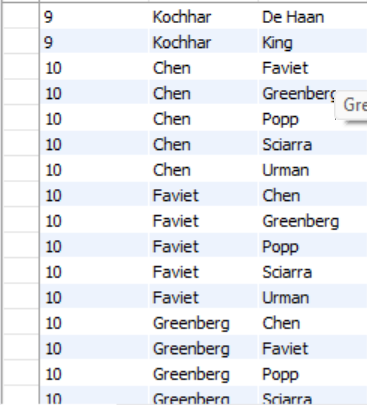 9 Kochhar De Haan
9 Kochhar King
10 Chen Faviet
10 Chen Greenberg
Gre
10 Chen Popp
10 Chen Sciarra
10 Chen Urman
10 Faviet Chen
10 Faviet Greenberg
10 Faviet Popp
10 Faviet Sciarra
10 Faviet Urman
10 Greenberg Chen
10 Greenberg Faviet
10 Greenberg Popp
10 Greenberg Sciarra